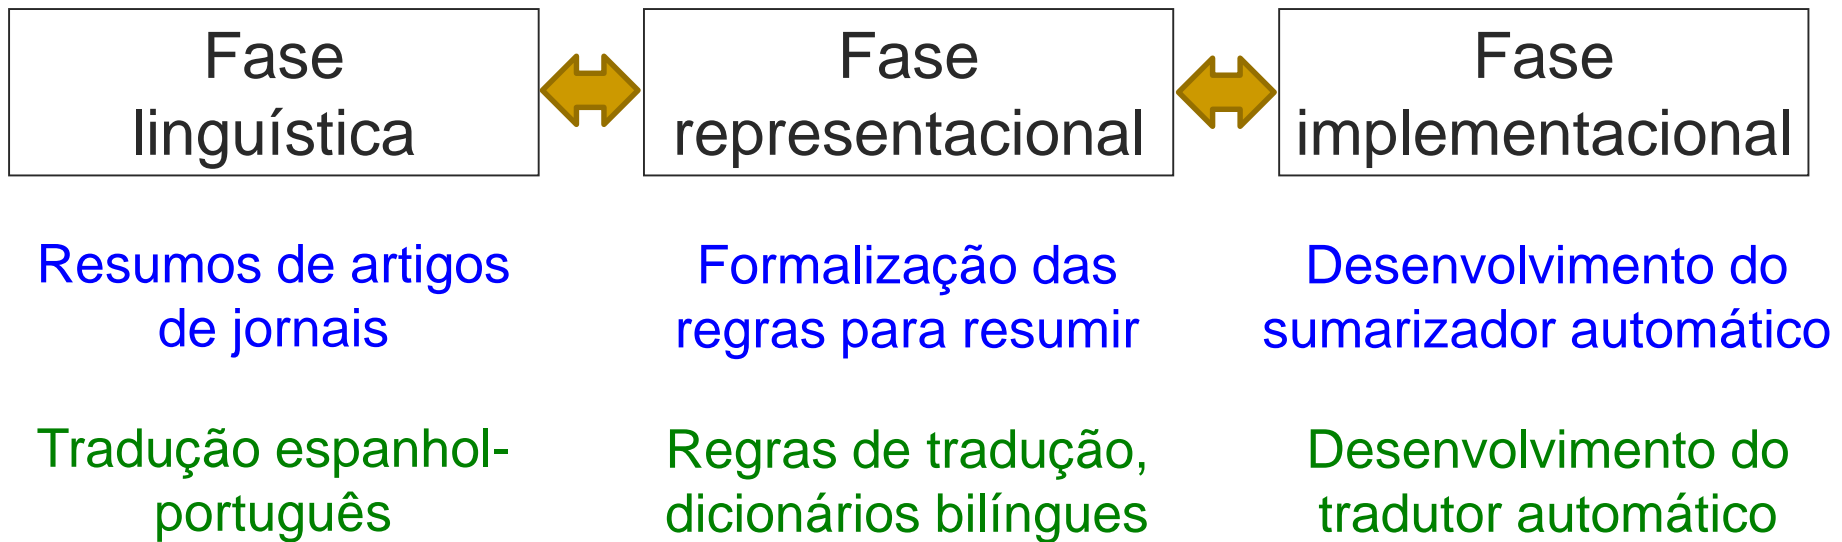 Fase
linguística
Fase
representacional
Fase
implementacional
Resumos de artigos
de jornais
Formalização das
regras para resumir
Desenvolvimento do
sumarizador automático
Tradução espanhol-
português
Regras de tradução,
dicionários bilíngues
Desenvolvimento do
tradutor automático